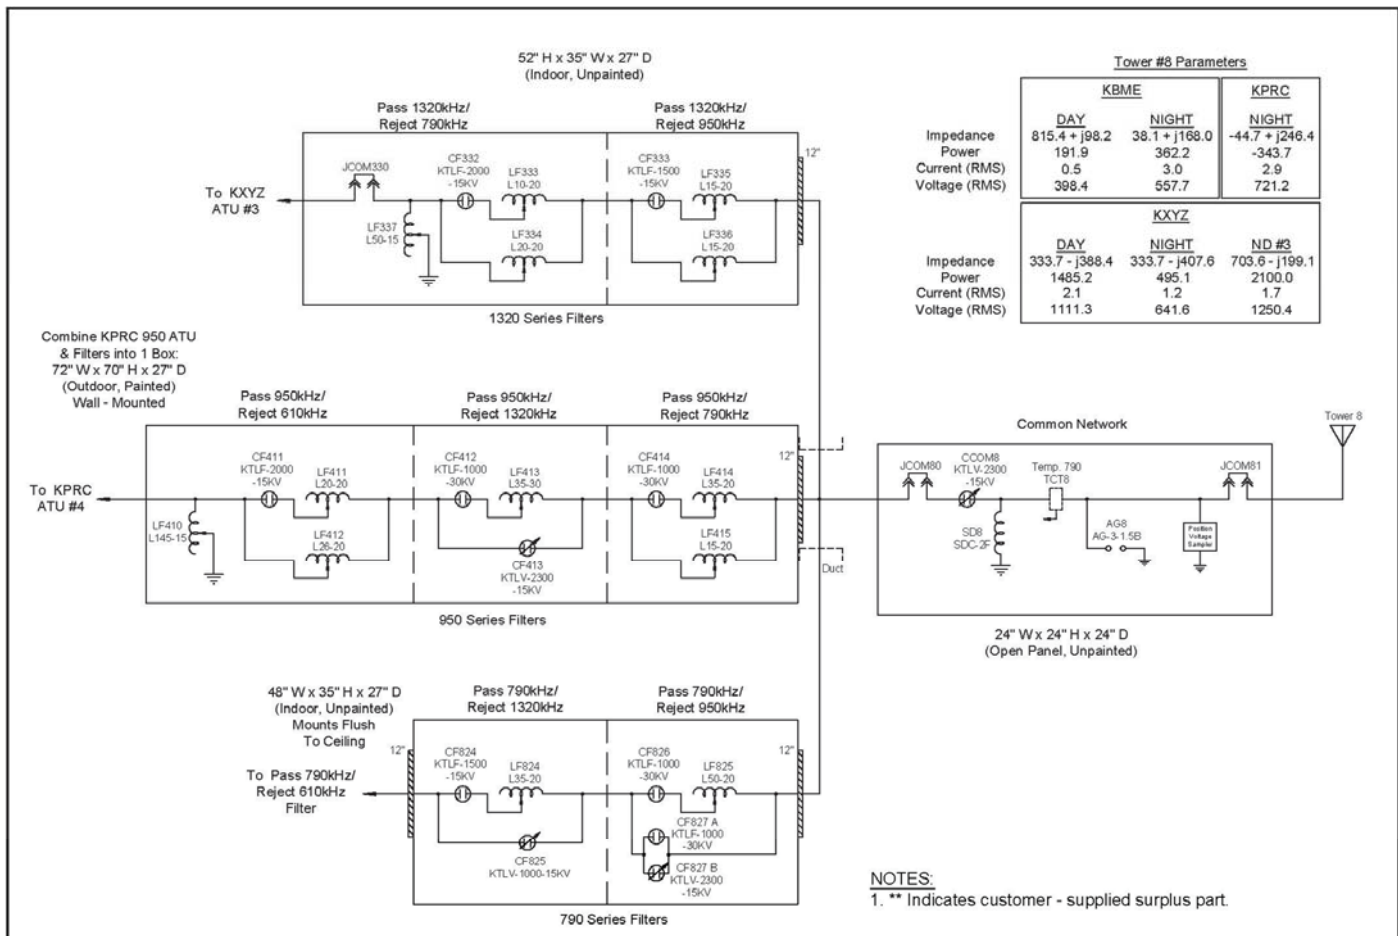 52" H x 35" W x 27" D
(Indoor, Unpainted)
Pass 1320kHz/
Reject 790kHz
Pass 1320kHz/
Reject 950kHz
JCOM330
CF332
KTLF-2000
-15KV
LF333
L10-20
CF333
KTLF-1500
-15KV
LF335
L15-20
12"
To KXYZ
ATU #3
LF337
L50-15
LF334
L20-20
LF336
L15-20
1320 Series Filters
Tower #8 Parameters
KBME
KPRC
DAY
NIGHT
NIGHT
Impedance 815.4 + j98.2 38.1 + j168.0 -44.7 + j246.4
Power 191.9 362.2 -343.7
Current (RMS) 0.5 3.0 2.9
Voltage (RMS) 398.4 557.7 721.2
KXYZ
DAY NIGHT ND #3
Impedance 333.7 - j388.4 333.7 - j407.6 703.6 - j199.1
Power 1485.2 495.1 2100.0
Current (RMS) 2.1 1.2 1.7
Voltage (RMS) 1111.3 641.6 1250.4
Combine KPRC 950 ATU
& Filters into 1 Box:
72" W x 70" H x 27" D
(Outdoor, Painted)
Wall - Mounted
Pass 950kHz/
Reject 610kHz
Pass 950kHz/
Reject 1320kHz
Pass 950kHz/
Reject 790kHz
CF411
KTLF-2000
-15KV
LF411
L20-20
CF412
KTLF-1000
-30KV
LF413
L35-30
CF414
KTLF-1000
-30KV
LF414
L35-20
12"
To KPRC
ATU #4
LF410
L145-15
LF412
L26-20
CF413
KTLV-2300
-15KV
LF415
L15-20
Duct
950 Series Filters
Common Network
Tower 8
JCOM80
CCOM8
KTLV-2300
-15KV
Temp. 790
TCT8
JCOM81
SD8
SDC-2F
AG8
AG-3-1.5B
Position
Voltage
Sampler
24" W x 24" H x 24" D
(Open Panel, Unpainted)
48" W x 35" H x 27" D
(Indoor, Unpainted)
Mounts Flush
To Ceiling
Pass 790kHz/
Reject 1320kHz
Pass 790kHz/
Reject 950kHz
12"
CF824
KTLF-1500
-15KV
LF824
L35-20
CF826
KTLF-1000
-30KV
LF825
L50-20
12"
To Pass 790kHz/
Reject 610kHz
Filter
CF825
KTLV-1000-15KV
CF827 A
KTLF-1000
-30KV
CF827 B
KTLV-2300
-15KV
790 Series Filters
NOTES:
1. ** Indicates customer - supplied surplus part.